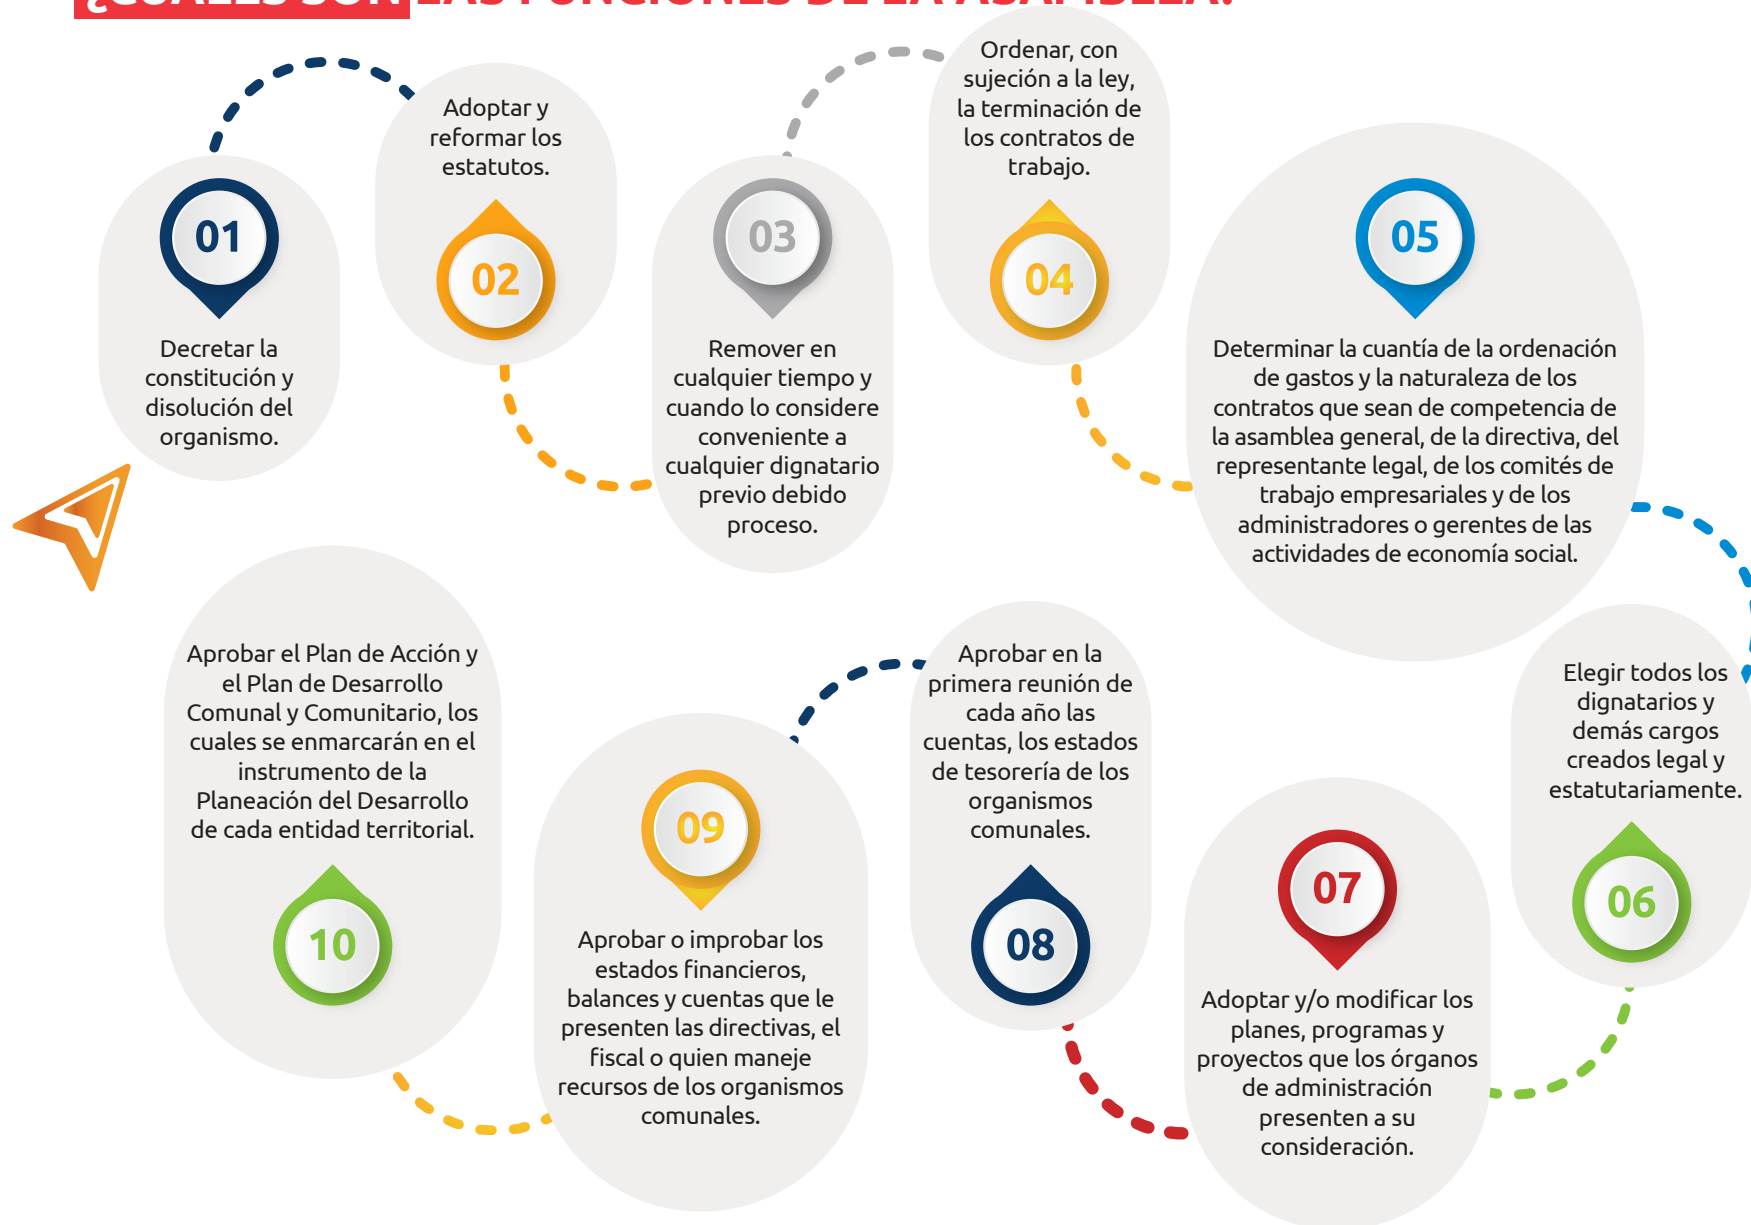 ¿CUÁLES SON LAS FUNCIONES DE LA ASAMBLEA?
01
Decretar la
constitución y
disolución del
organismo.
Adoptar y
reformar los
estatutos.
02
03
Remover en
cualquier tiempo y
cuando lo considere
conveniente a
cualquier dignatario
previo debido
proceso.
Ordenar, con
sujeción a la ley,
la terminación de
los contratos de
trabajo.
04
05
Determinar la cuantía de la ordenación
de gastos y la naturaleza de los
contratos que sean de competencia de
la asamblea general, de la directiva, del
representante legal, de los comités de
trabajo empresariales y de los
administradores o gerentes de las
actividades de economía social.
Elegir todos los
dignatarios y
demás cargos
creados legal y
estatutariamente.
06
07
Adoptar y/o modificar los
planes, programas y
proyectos que los órganos
de administración
presenten a su
consideración.
Aprobar en la
primera reunión de
cada año las
cuentas, los estados
de tesorería de los
organismos
comunales.
08
09
Aprobar o improbar los
estados financieros,
balances y cuentas que le
presenten las directivas, el
fiscal o quien maneje
recursos de los organismos
comunales.
Aprobar el Plan de Acción y
el Plan de Desarrollo
Comunal y Comunitario, los
cuales se enmarcarán en el
instrumento de la
Planeación del Desarrollo
de cada entidad territorial.
10